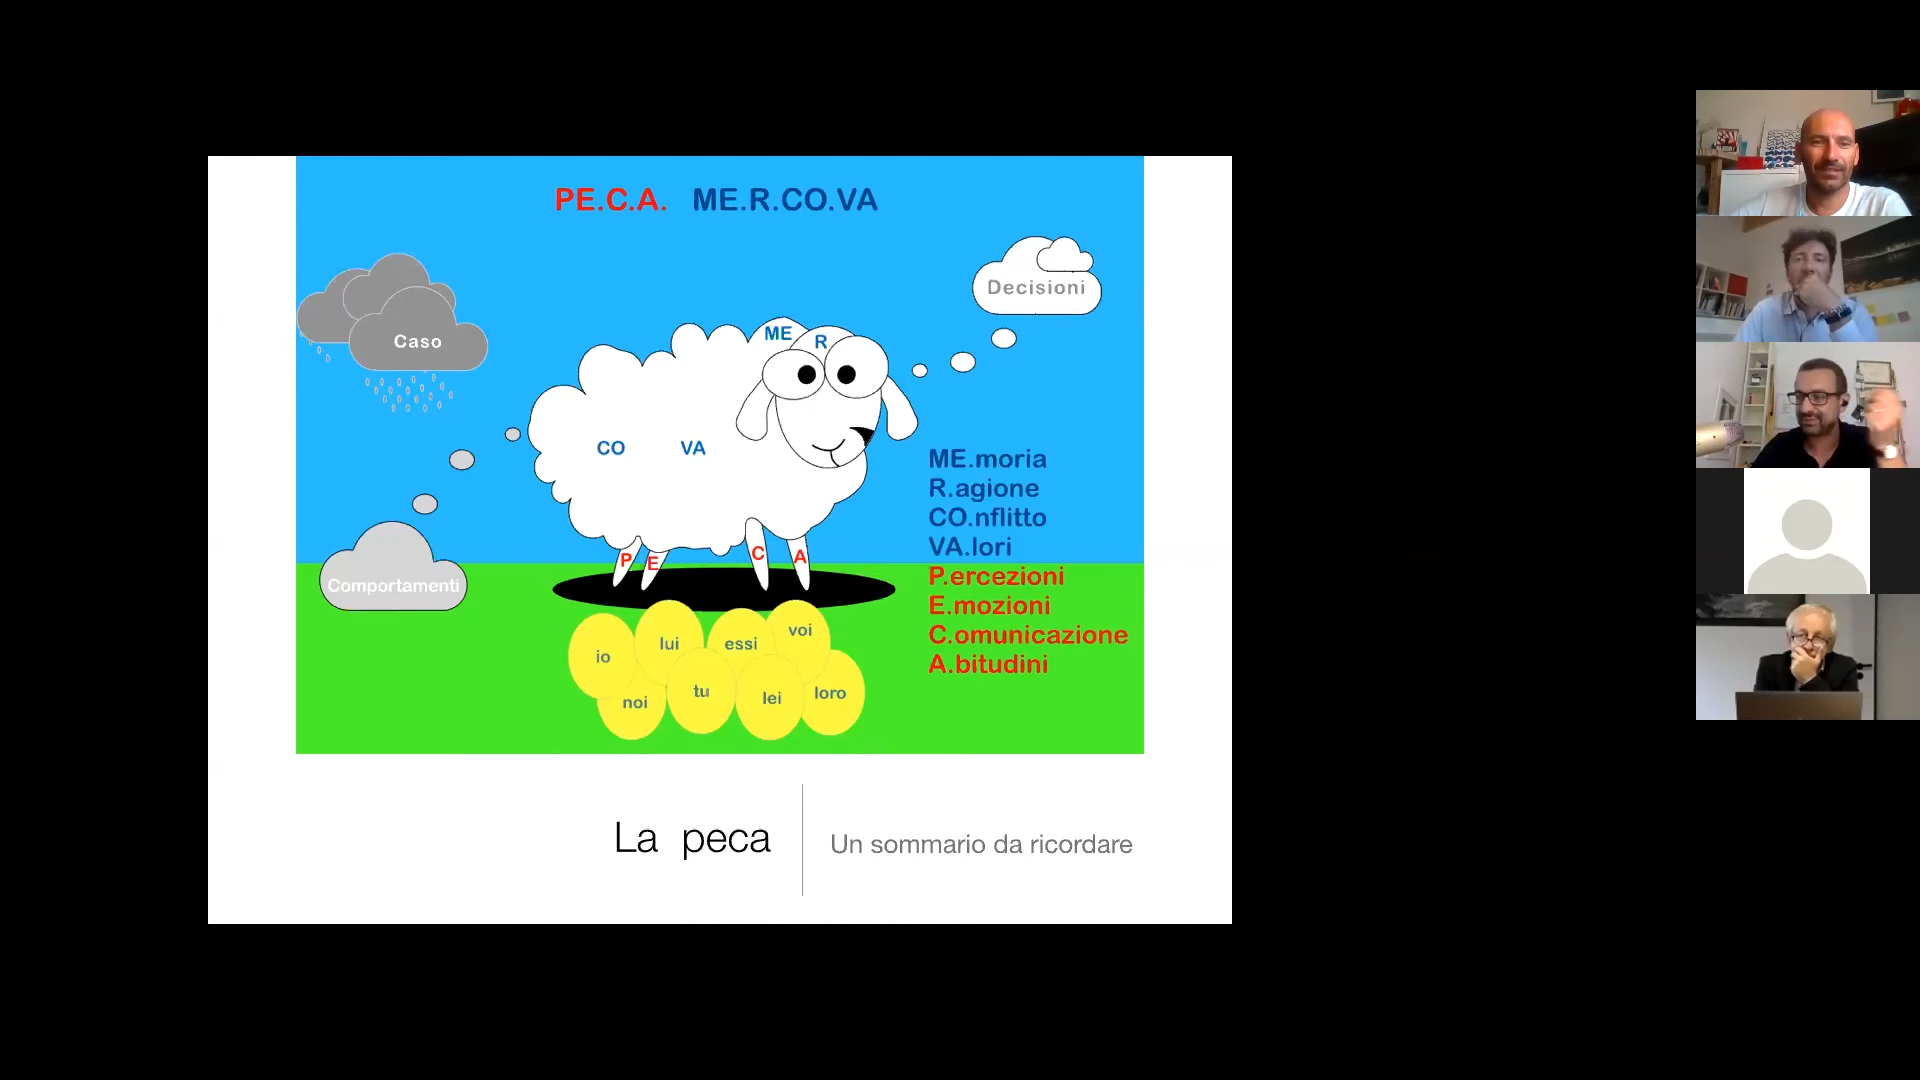 PE.C.A. ME.R.CO.VA
Decisioni
Caso
ME
R
CO VA
ME.moria
R.agione
CO.nflitto
VA.lori
P.ercezioni
E.mozioni
C.omunicazione
A.bitudini
P E C A
Comportamenti
io
lui
essi
voi
noi
tu
lei
loro
La peca
Un sommario da ricordare